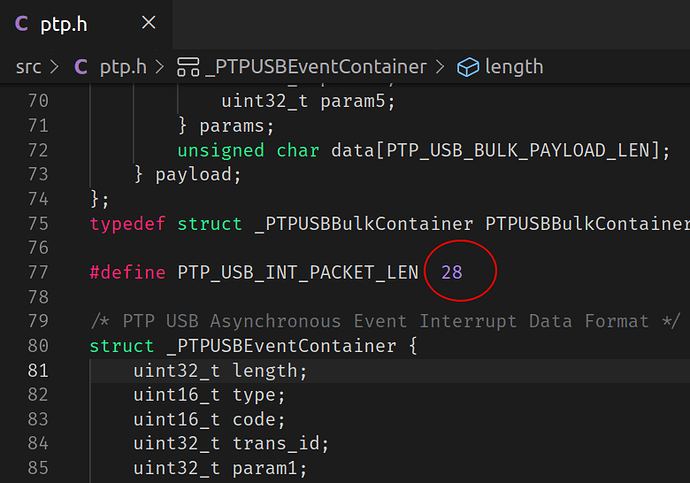 C ptp.h ×
src > C ptp.h > _PTPUSBEventContainer > length
70 uint32_t param5;
71 } params;
72 unsigned char data[PTP_USB_BULK_PAYLOAD_LEN];
73 } payload;
74 };
75 typedef struct _PTPUSBBulkContainer PTPUSBBulkContainer
76
77 #define PTP_USB_INT_PACKET_LEN 28
78
79 /* PTP USB Asynchronous Event Interrupt Data Format */
80 struct _PTPUSBEventContainer {
81 uint32_t length;
82 uint16_t type;
83 uint16_t code;
84 uint32_t trans_id;
85 uint32_t param1;